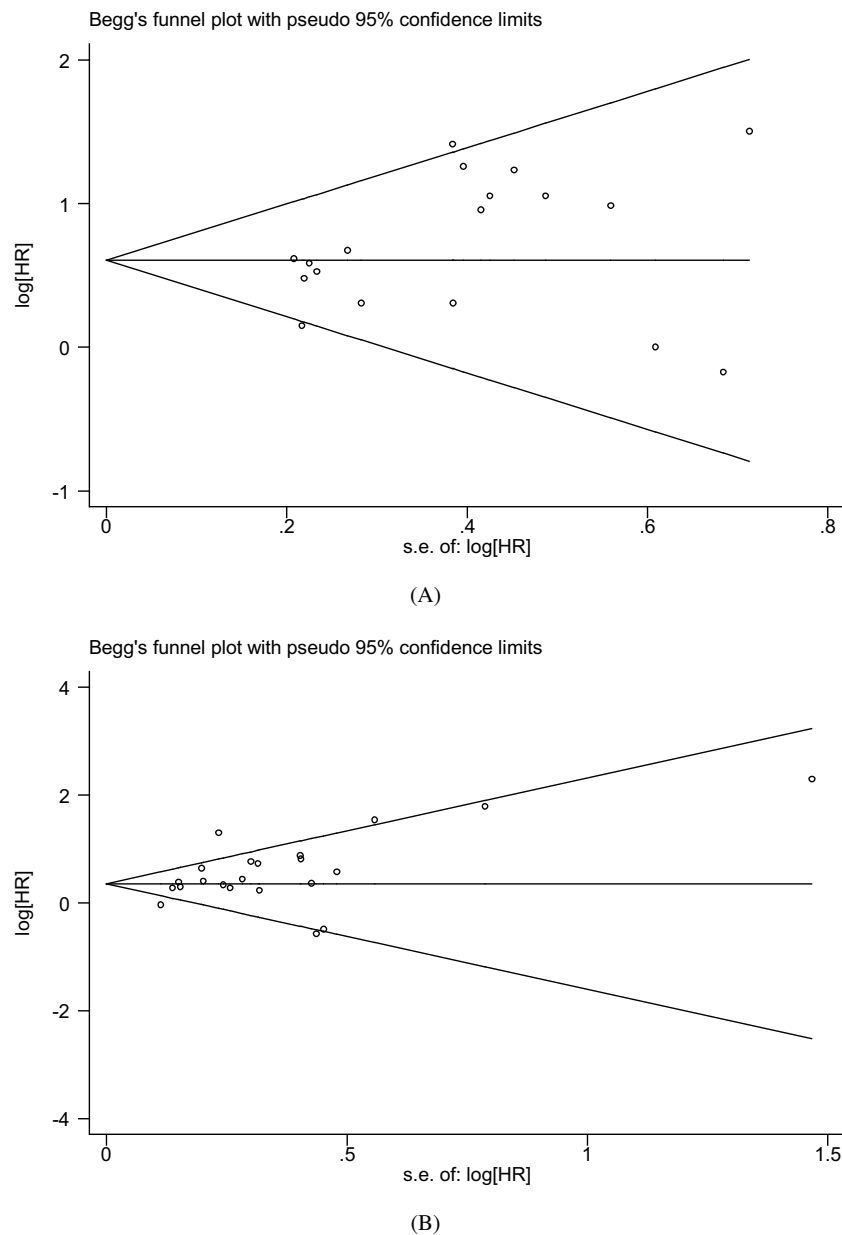 Begg's funnel plot with pseudo 95% confidence limits
2
1
0
-1
log[HR]
0 .2 .4 .6 .8
s.e. of: log[HR]
(A)
Begg's funnel plot with pseudo 95% confidence limits
4
2
0
-2
-4
log[HR]
0 .5 1 1.5
s.e. of: log[HR]
(B)